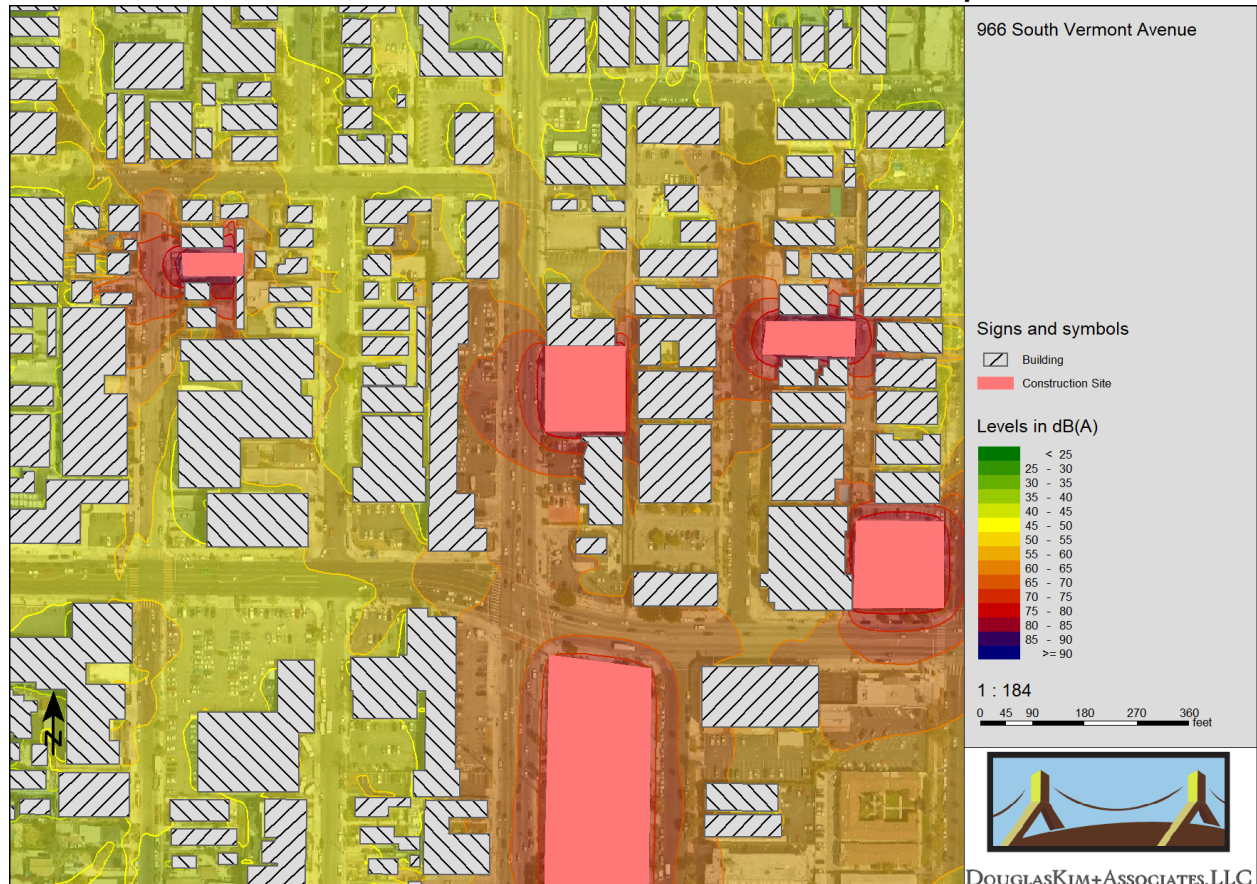 966 South Vermont Avenue
Signs and symbols
Building
Construction Site
Levels in dB(A)
< 25
25 - 30
30 - 35
35 - 40
40 - 45
45 - 50
50 - 55
55 - 60
60 - 65
65 - 70
70 - 75
75 - 80
80 - 85
85 - 90
>= 90
1 : 184
0 45 90 180 270 360
feet
N
DOUGLASKIM+ASSOCIATES, LLC